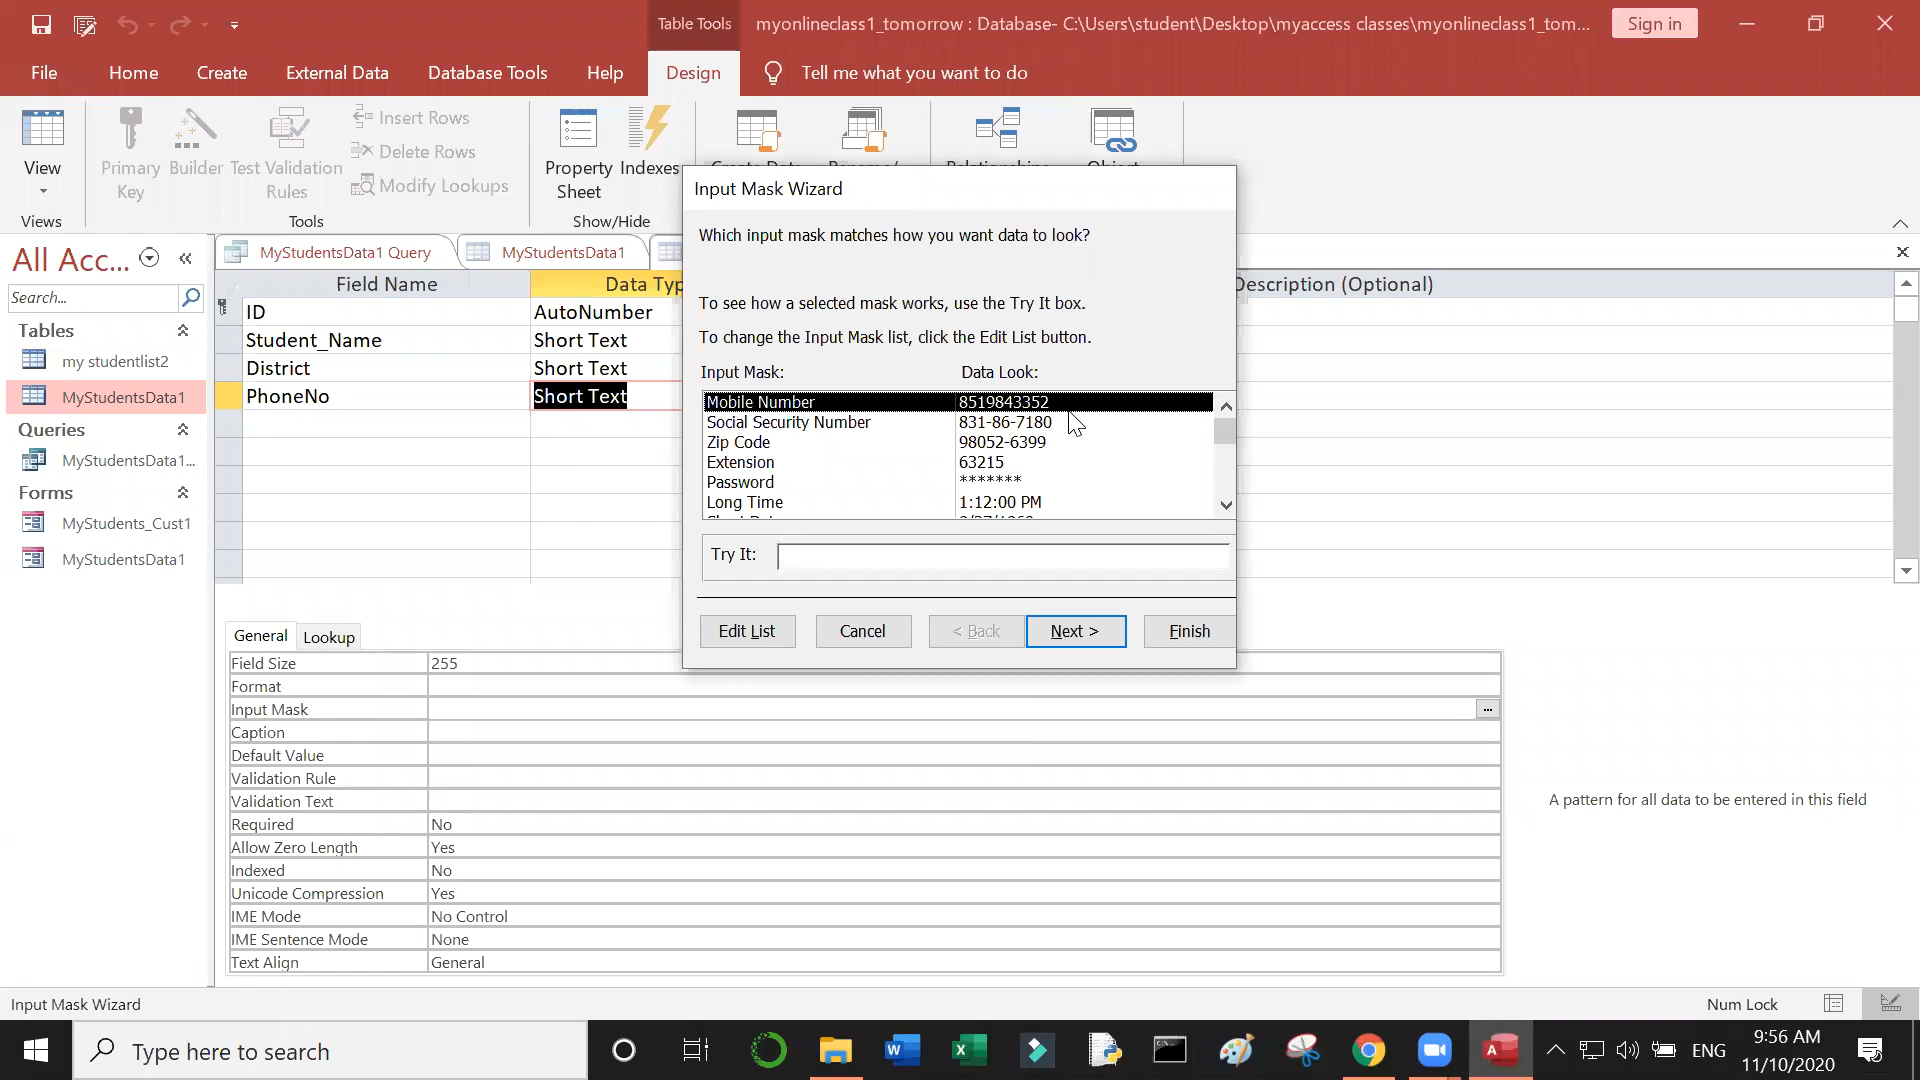 Table Tools
myonlineclass1_tomorrow : Database- C:\Users\student\Desktop\myaccess classes\myonlineclass1_tom...
Sign in
File Home Create External Data Database Tools Help Design Tell me what you want to do
View
Primary Key
Builder
Test Validation Rules
Insert Rows
Delete Rows
Modify Lookups
Property Sheet
Indexes
Views
Tools
Show/Hide
All Acc...
Search...
Tables
my studentlist2
MyStudentsData1
Queries
MyStudentsData1...
Forms
MyStudents_Cust1
MyStudentsData1
MyStudentsData1 Query
MyStudentsData1
Field Name
Description (Optional)
ID AutoNumber
Student_Name Short Text
District Short Text
PhoneNo Short Text
Input Mask Wizard
Which input mask matches how you want data to look?
To see how a selected mask works, use the Try It box.
To change the Input Mask list, click the Edit List button.
Input Mask: Data Look:
Mobile Number 8519843352
Social Security Number 831-86-7180
Zip Code 98052-6399
Extension 63215
Password *******
Long Time 1:12:00 PM
Try It:
Edit List Cancel < Back Next > Finish
General Lookup
Field Size 255
Format
Input Mask ...
Caption
Default Value
Validation Rule
Validation Text
Required No
Allow Zero Length Yes
Indexed No
Unicode Compression Yes
IME Mode No Control
IME Sentence Mode None
Text Align General
A pattern for all data to be entered in this field
Input Mask Wizard
Num Lock
Type here to search
ENG
9:56 AM
11/10/2020